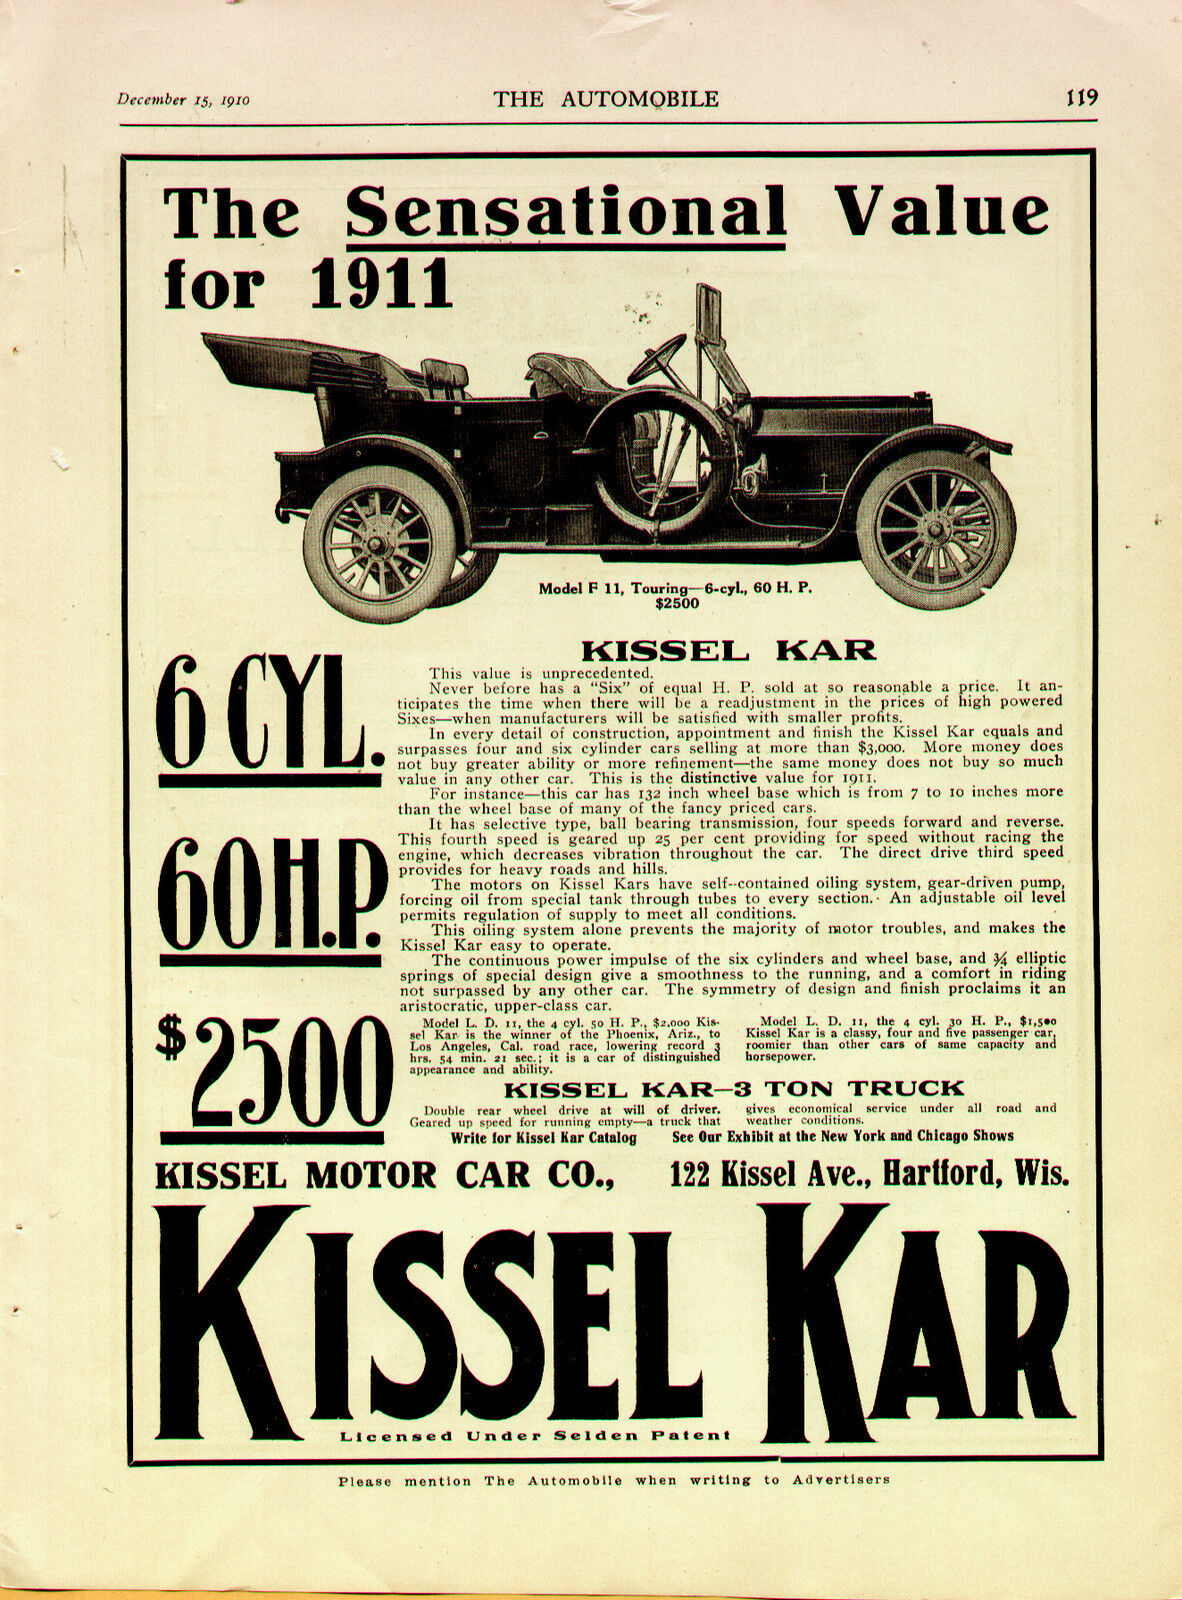 December 15, 1910
THE AUTOMOBILE
119
The Sensational Value
for 1911
Model F 11, Touring—6-cyl., 60 H. P.
$2500
6 CYL.
60 H.P.
$2500
KISSEL KAR
This value is unprecedented.
Never before has a "Six" of equal H. P. sold at so reasonable a price. It an-
ticipates the time when there will be a readjustment in the prices of high powered
Sixes—when manufacturers will be satisfied with smaller profits.
In every detail of construction, appointment and finish the Kissel Kar equals and
surpasses four and six cylinder cars selling at more than $3,000. More money does
not buy greater ability or more refinement—the same money does not buy so much
value in any other car. This is the distinctive value for 1911.
For instance—this car has 132 inch wheel base which is from 7 to 10 inches more
than the wheel base of many of the fancy priced cars.
It has selective type, ball bearing transmission, four speeds forward and reverse.
This fourth speed is geared up 25 per cent providing for speed without racing the
engine, which decreases vibration throughout the car. The direct drive third speed
provides for heavy roads and hills.
The motors on Kissel Kars have self--contained oiling system, gear-driven pump,
forcing oil from special tank through tubes to every section. An adjustable oil level
permits regulation of supply to meet all conditions.
This oiling system alone prevents the majority of motor troubles, and makes the
Kissel Kar easy to operate.
The continuous power impulse of the six cylinders and wheel base, and ¾ elliptic
springs of special design give a smoothness to the running, and a comfort in riding
not surpassed by any other car. The symmetry of design and finish proclaims it an
aristocratic, upper-class car.
Model L. D. 11, the 4 cyl. 50 H. P., $2.000 Kis-
sel Kar is the winner of the Phoenix, Ariz., to
Los Angeles, Cal. road race, lowering record 3
hrs. 54 min. 21 sec.; it is a car of distinguished
appearance and ability.
Model L. D. 11, the 4 cyl. 30 H. P., $1,500
Kissel Kar is a classy, four and five passenger car,
roomier than other cars of same capacity and
horsepower.
KISSEL KAR—3 TON TRUCK
Double rear wheel drive at will of driver.
Geared up speed for running empty—a truck that
gives economical service under all road and
weather conditions.
Write for Kissel Kar Catalog
See Our Exhibit at the New York and Chicago Shows
KISSEL MOTOR CAR CO., 122 Kissel Ave., Hartford, Wis.
KISSEL KAR
Licensed Under Selden Patent
Please mention The Automobile when writing to Advertisers